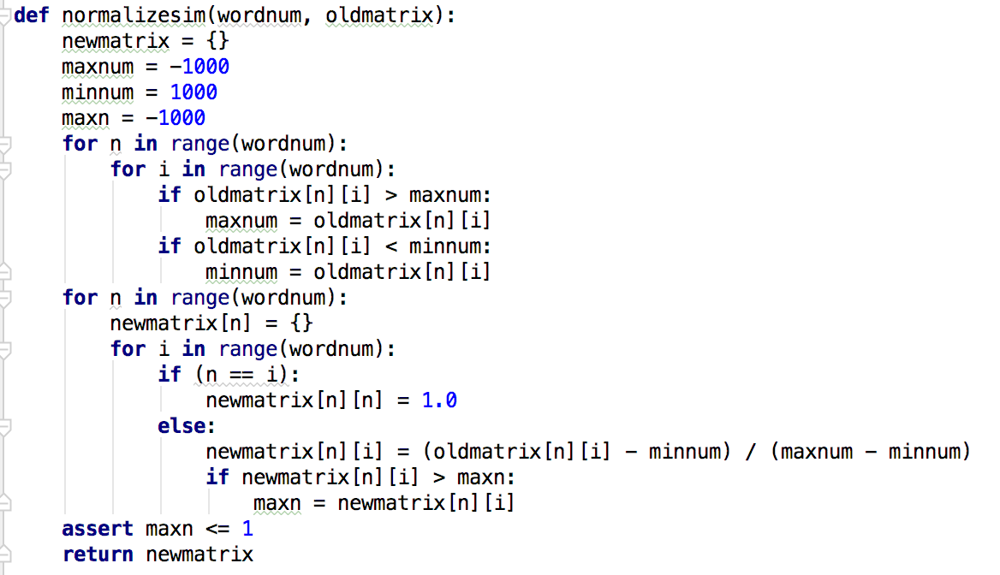 def normalizesim(wordnum, oldmatrix):
    newmatrix = {}
    maxnum = -1000
    minnum = 1000
    maxn = -1000
    for n in range(wordnum):
        for i in range(wordnum):
            if oldmatrix[n][i] > maxnum:
                maxnum = oldmatrix[n][i]
            if oldmatrix[n][i] < minnum:
                minnum = oldmatrix[n][i]
    for n in range(wordnum):
        newmatrix[n] = {}
        for i in range(wordnum):
            if (n == i):
                newmatrix[n][n] = 1.0
            else:
                newmatrix[n][i] = (oldmatrix[n][i] - minnum) / (maxnum - minnum)
                if newmatrix[n][i] > maxn:
                    maxn = newmatrix[n][i]
    assert maxn <= 1
    return newmatrix